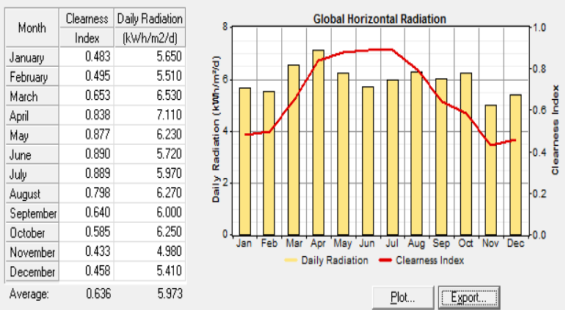 Month Clearness Index Daily Radiation (kWh/m2/d)
January 0.483 5.650
February 0.495 5.510
March 0.653 6.530
April 0.838 7.110
May 0.877 6.230
June 0.890 5.720
July 0.889 5.970
August 0.798 6.270
September 0.640 6.000
October 0.585 6.250
November 0.433 4.980
December 0.458 5.410
Average: 0.636 5.973
Global Horizontal Radiation
Daily Radiation (kWh/m²/d)
8
6
4
2
0
Jan Feb Mar Apr May Jun Jul Aug Sep Oct Nov Dec
1.0
0.8
0.6
0.4
0.2
0.0
Clearness Index
Daily Radiation Clearness Index
Plot... Export...